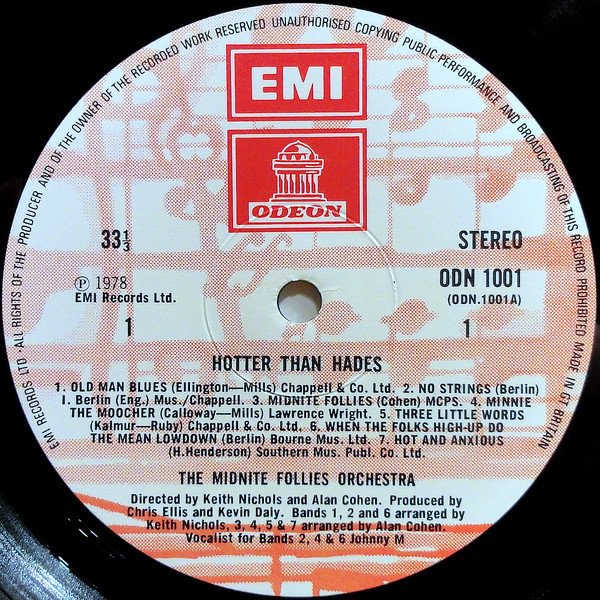 EMI RECORDS LTD · ALL RIGHTS OF THE PRODUCER AND OF THE OWNER OF THE RECORDED WORK RESERVED UNAUTHORISED COPYING PUBLIC PERFORMANCE AND BROADCASTING OF THIS RECORD PROHIBITED. MADE IN GT BRITAIN
EMI
ODEON
33⅓ STEREO
Ⓟ 1978 ODN 1001
EMI Records Ltd. (ODN.1001A)
1 1
HOTTER THAN HADES
1. OLD MAN BLUES (Ellington—Mills) Chappell & Co. Ltd. 2. NO STRINGS (Berlin)
I. Berlin (Eng.) Mus./Chappell. 3. MIDNITE FOLLIES (Cohen) MCPS. 4. MINNIE
THE MOOCHER (Calloway—Mills) Lawrence Wright. 5. THREE LITTLE WORDS
(Kalmur—Ruby) Chappell & Co. Ltd. 6. WHEN THE FOLKS HIGH-UP DO
THE MEAN LOWDOWN (Berlin) Bourne Mus. Ltd. 7. HOT AND ANXIOUS
(H.Henderson) Southern Mus. Publ. Co. Ltd.
THE MIDNITE FOLLIES ORCHESTRA
Directed by Keith Nichols and Alan Cohen. Produced by
Chris Ellis and Kevin Daly. Bands 1, 2 and 6 arranged by
Keith Nichols, 3, 4, 5 & 7 arranged by Alan Cohen.
Vocalist for Bands 2, 4 & 6 Johnny M